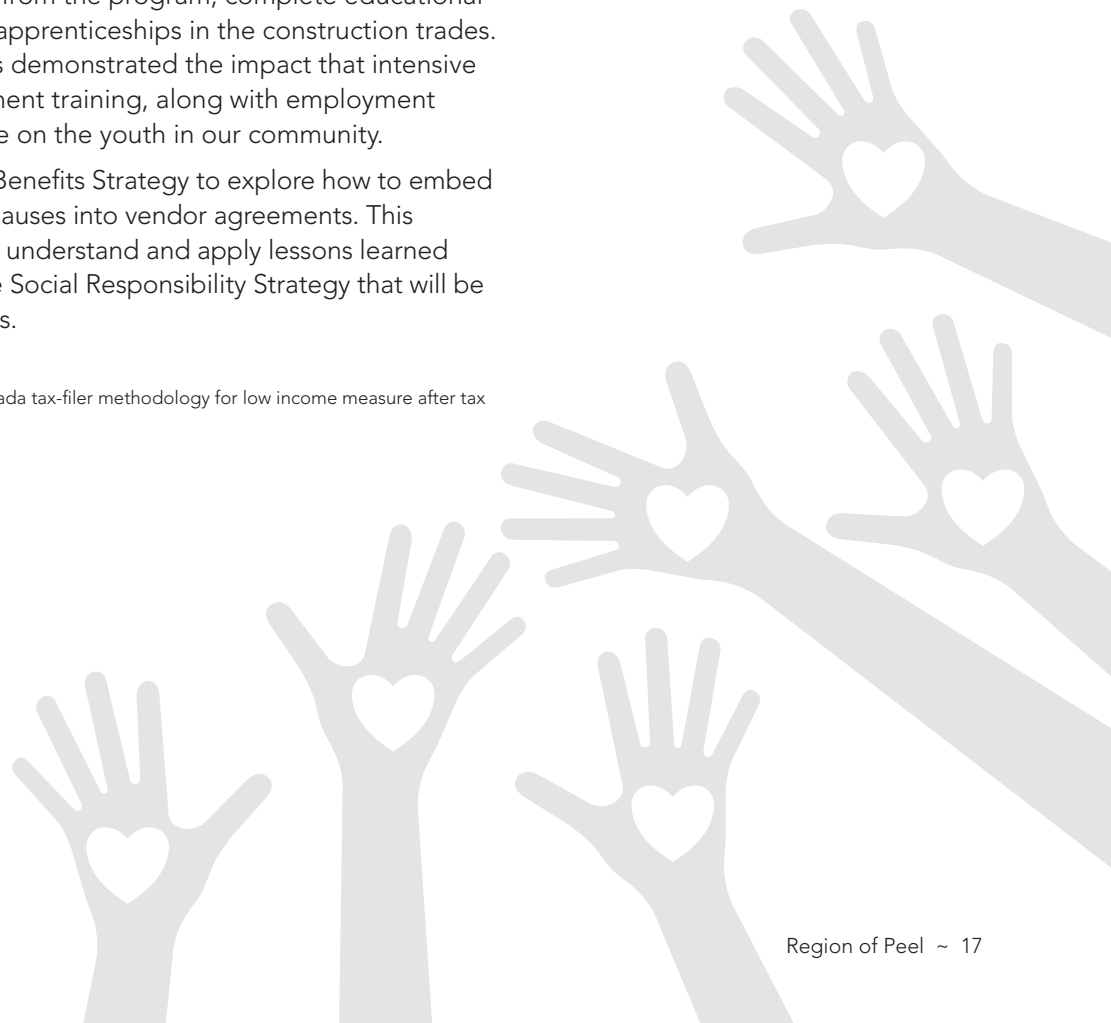 from the program, complete educational
apprenticeships in the construction trades.
demonstrated the impact that intensive
training, along with employment
on the youth in our community.
Benefits Strategy to explore how to embed
into vendor agreements. This
understand and apply lessons learned
Social Responsibility Strategy that will be
tax-filer methodology for low income measure after tax
Region of Peel ~ 17